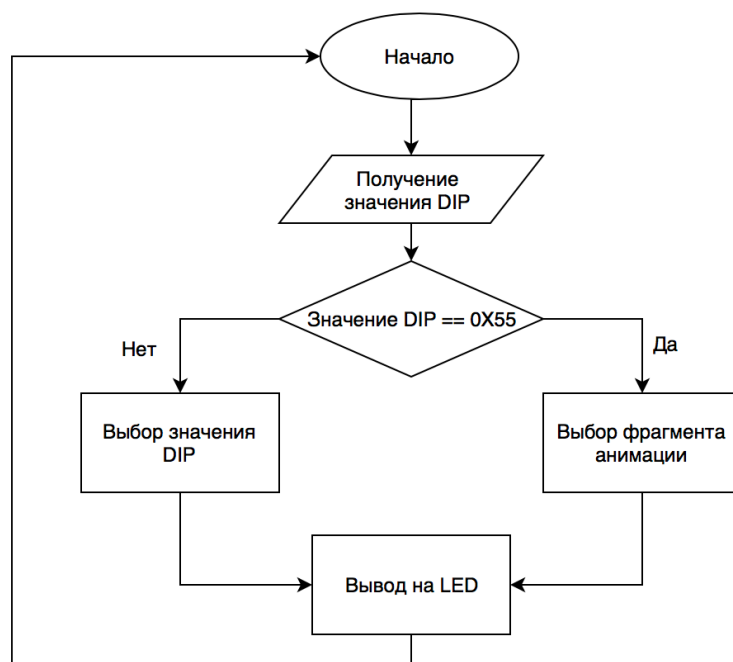 Начало
Получение
значения DIP
Значение DIP == 0X55
Нет
Да
Выбор значения
DIP
Выбор фрагмента
анимации
Вывод на LED